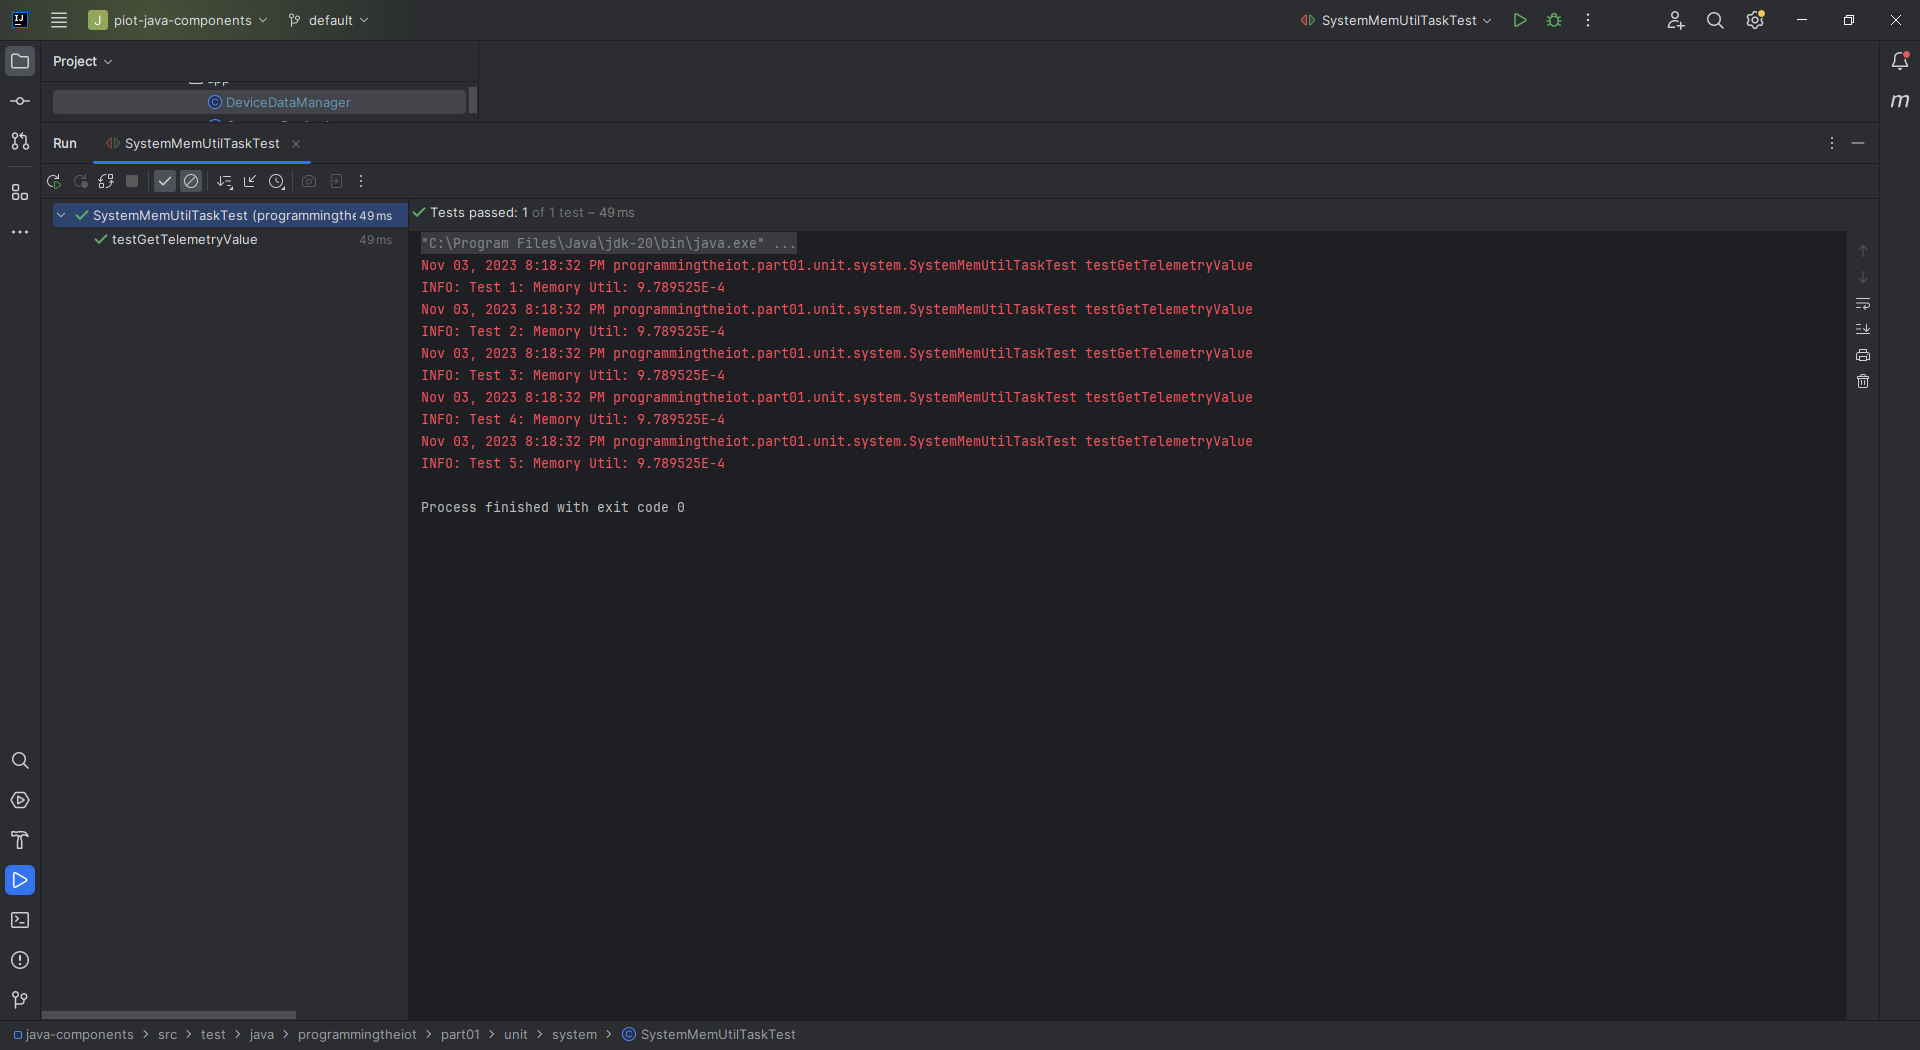 J piot-java-components default SystemMemUtilTaskTest
Project
app
DeviceDataManager
Run SystemMemUtilTaskTest
SystemMemUtilTaskTest (programmingthe 49 ms
testGetTelemetryValue 49 ms
Tests passed: 1 of 1 test – 49 ms
"C:\Program Files\Java\jdk-20\bin\java.exe" ...
Nov 03, 2023 8:18:32 PM programmingtheiot.part01.unit.system.SystemMemUtilTaskTest testGetTelemetryValue
INFO: Test 1: Memory Util: 9.789525E-4
Nov 03, 2023 8:18:32 PM programmingtheiot.part01.unit.system.SystemMemUtilTaskTest testGetTelemetryValue
INFO: Test 2: Memory Util: 9.789525E-4
Nov 03, 2023 8:18:32 PM programmingtheiot.part01.unit.system.SystemMemUtilTaskTest testGetTelemetryValue
INFO: Test 3: Memory Util: 9.789525E-4
Nov 03, 2023 8:18:32 PM programmingtheiot.part01.unit.system.SystemMemUtilTaskTest testGetTelemetryValue
INFO: Test 4: Memory Util: 9.789525E-4
Nov 03, 2023 8:18:32 PM programmingtheiot.part01.unit.system.SystemMemUtilTaskTest testGetTelemetryValue
INFO: Test 5: Memory Util: 9.789525E-4
Process finished with exit code 0
java-components > src > test > java > programmingtheiot > part01 > unit > system > SystemMemUtilTaskTest